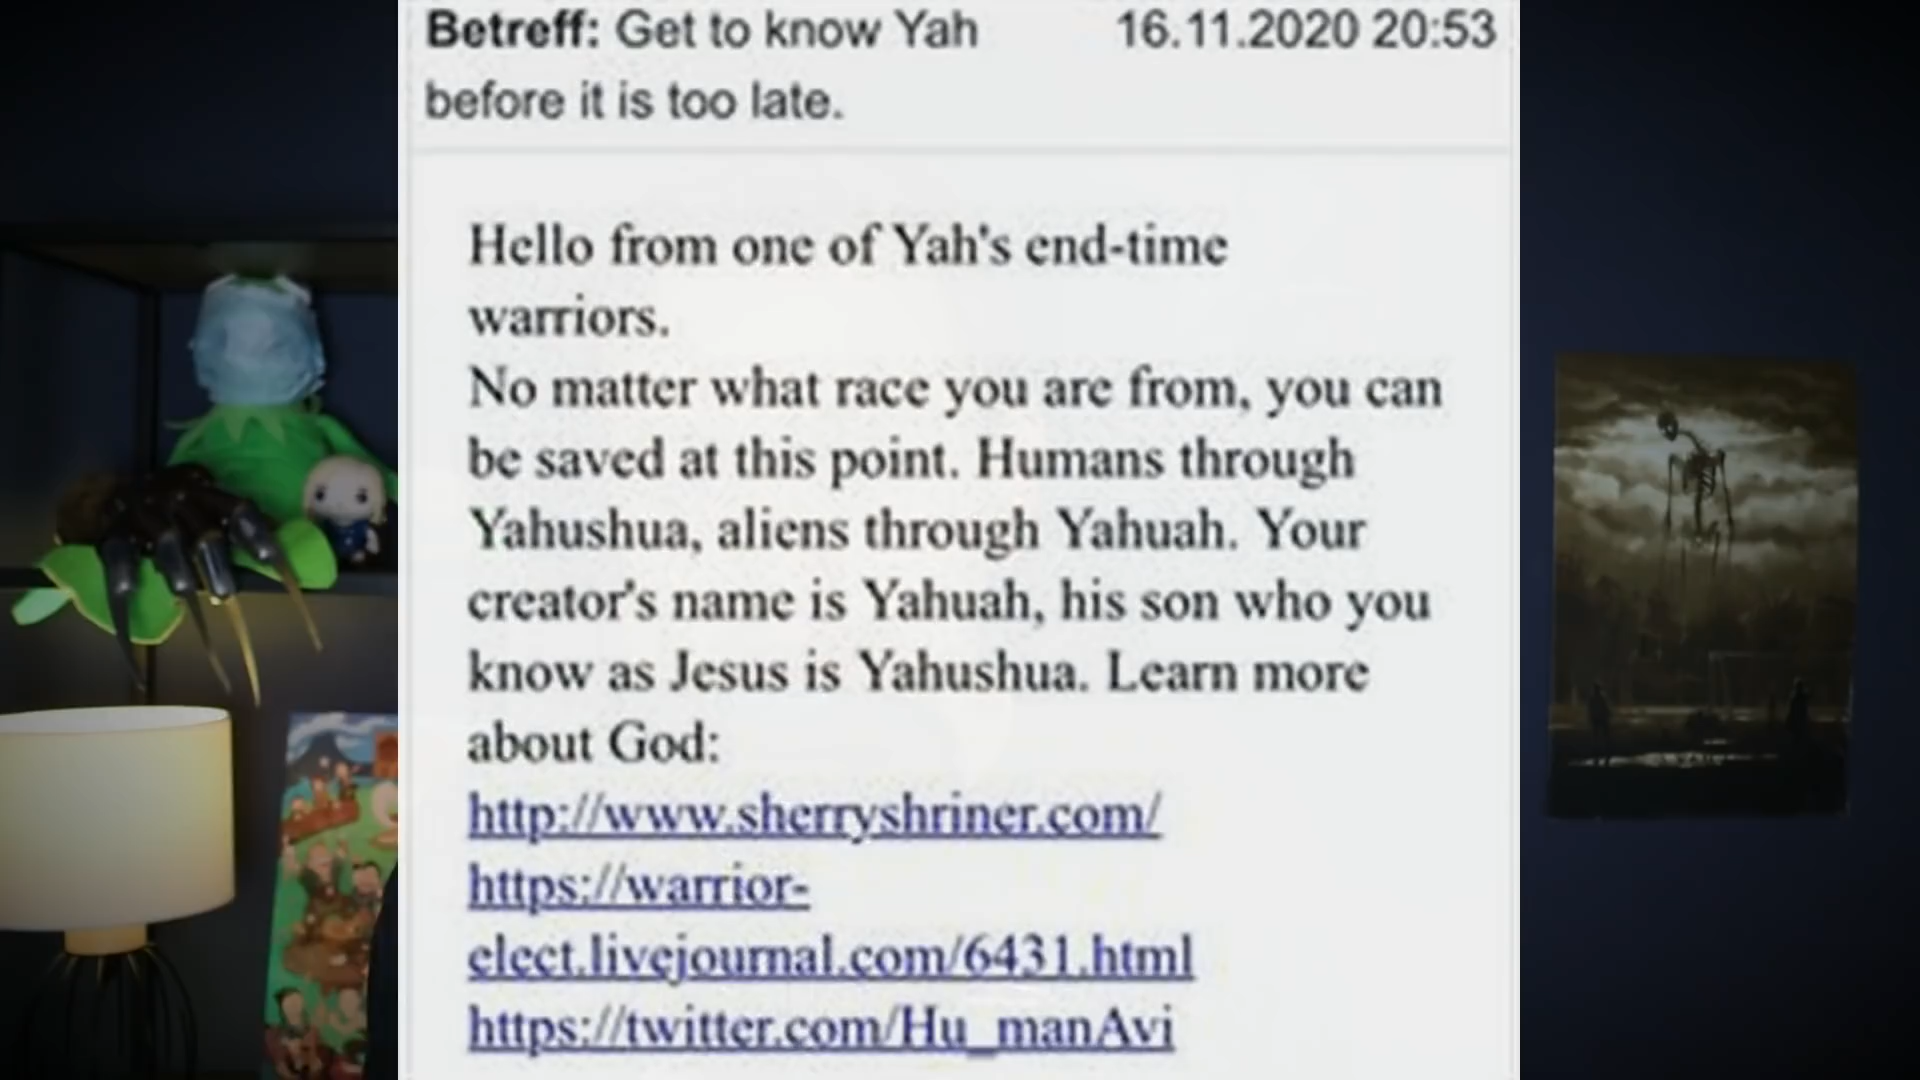 Betreff: Get to know Yah 16.11.2020 20:53
before it is too late.
Hello from one of Yah's end-time
warriors.
No matter what race you are from, you can
be saved at this point. Humans through
Yahushua, aliens through Yahuah. Your
creator's name is Yahuah, his son who you
know as Jesus is Yahushua. Learn more
about God:
http://www.sherryshriner.com/
https://warrior-
elect.livejournal.com/6431.html
https://twitter.com/Hu_manAvi